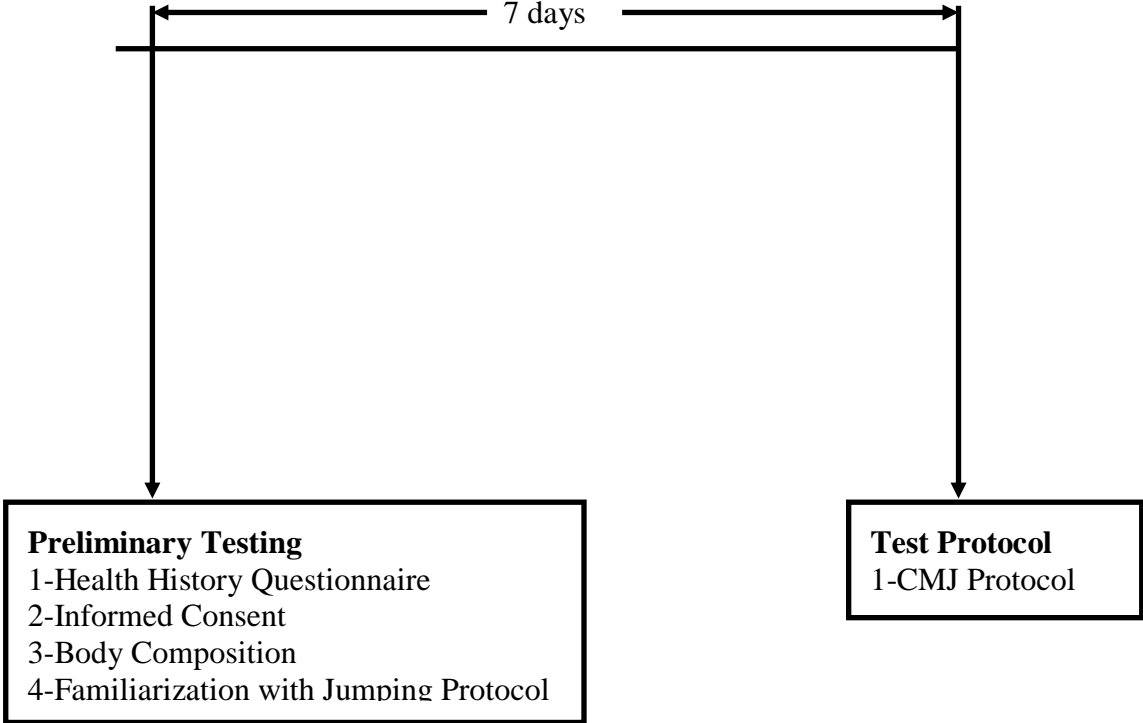 7 days
Preliminary Testing
1-Health History Questionnaire
2-Informed Consent
3-Body Composition
4-Familiarization with Jumping Protocol
Test Protocol
1-CMJ Protocol